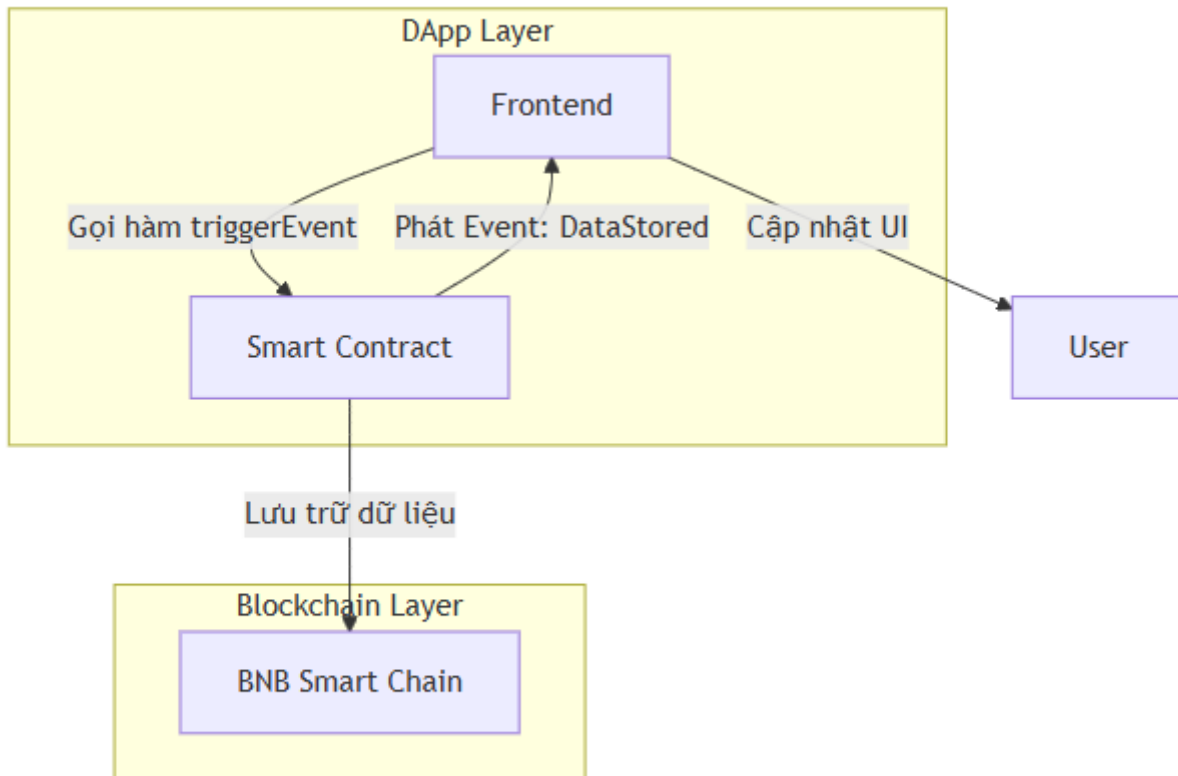 DApp Layer
Frontend
Gọi hàm triggerEvent
Phát Event: DataStored
Cập nhật UI
Smart Contract
User
Lưu trữ dữ liệu
Blockchain Layer
BNB Smart Chain